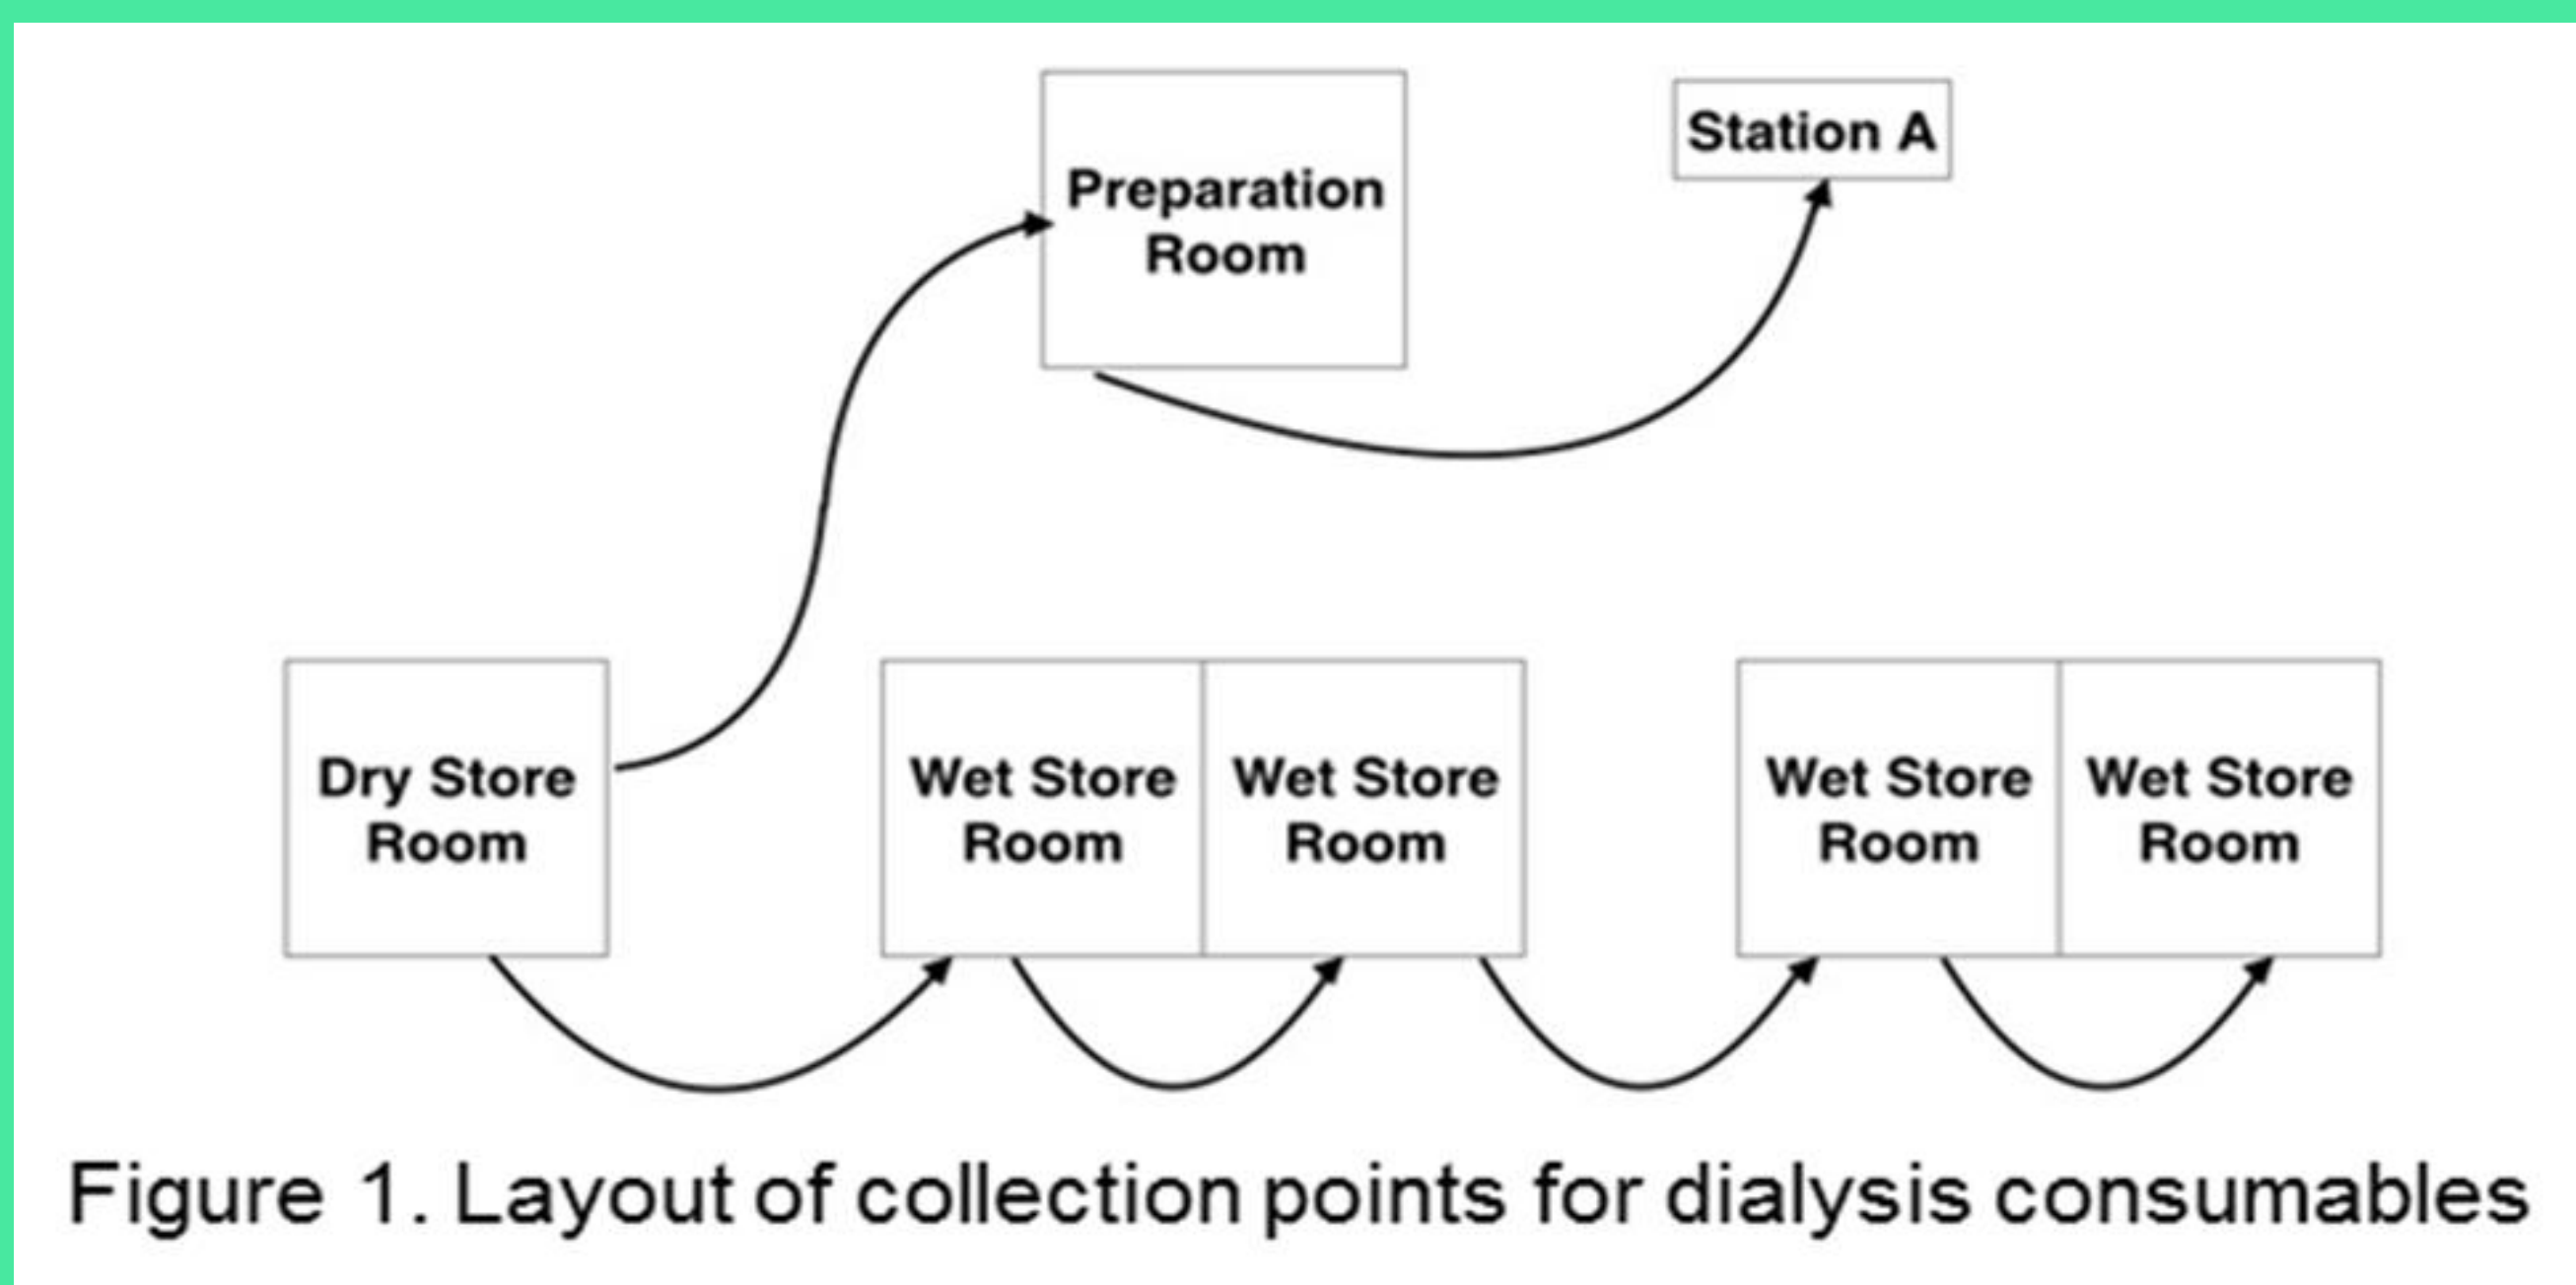 Preparation
Room
Station A
Dry Store
Room
Wet Store
Room
Wet Store
Room
Wet Store
Room
Wet Store
Room
Figure 1. Layout of collection points for dialysis consumables